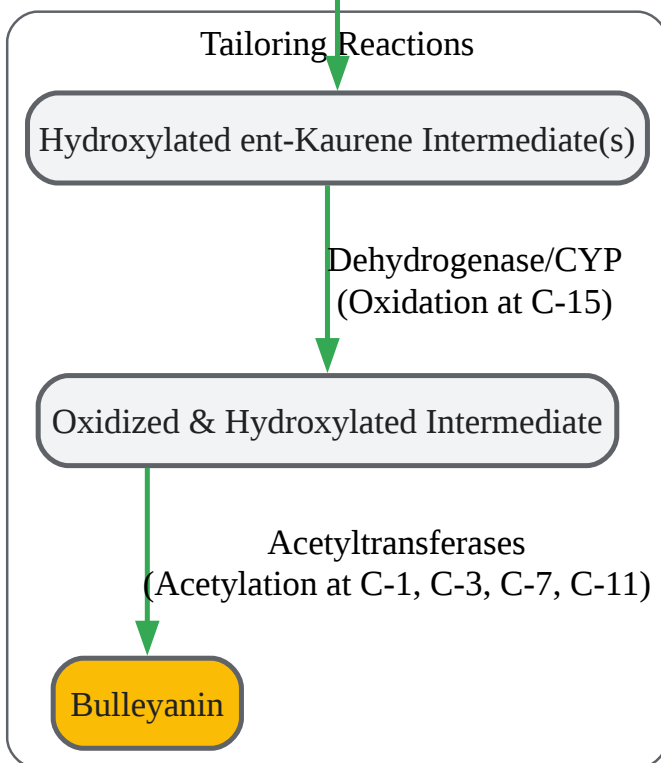 Tailoring Reactions
Hydroxylated ent-Kaurene Intermediate(s)
Dehydrogenase/CYP
(Oxidation at C-15)
Oxidized & Hydroxylated Intermediate
Acetyltransferases
(Acetylation at C-1, C-3, C-7, C-11)
Bulleyanin